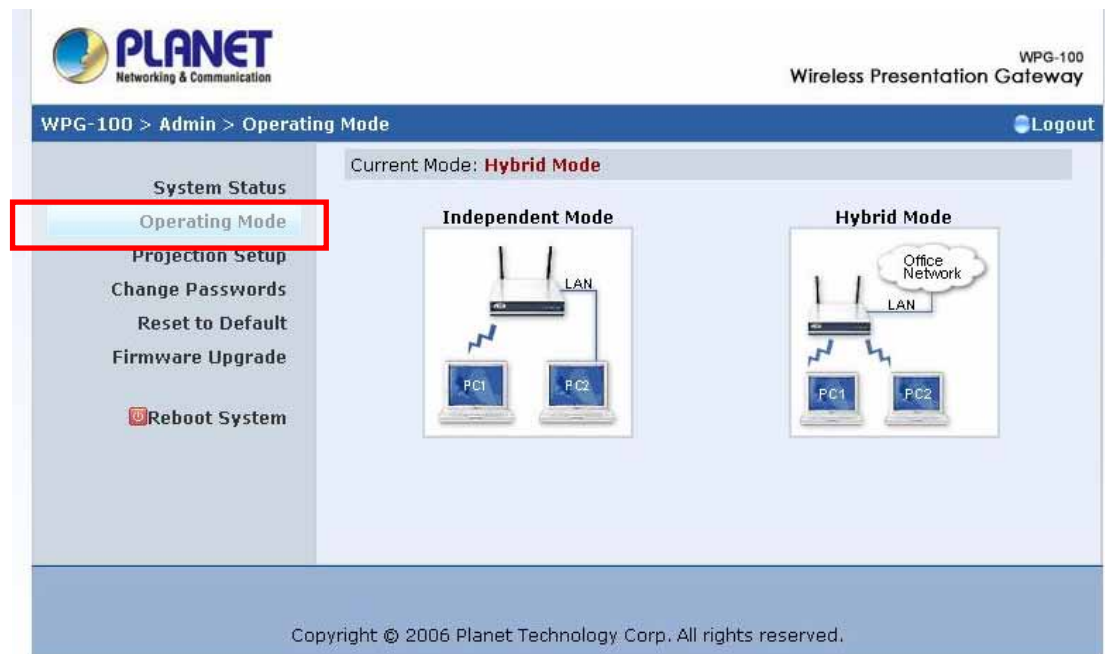 PLANET
Networking & Communication
WPG-100
Wireless Presentation Gateway
WPG-100 > Admin > Operating Mode
Logout
Current Mode: Hybrid Mode
System Status
Operating Mode
Projection Setup
Change Passwords
Reset to Default
Firmware Upgrade
Reboot System
Independent Mode
LAN
PC1
PC2
Hybrid Mode
Office
Network
LAN
PC1
PC2
Copyright © 2006 Planet Technology Corp. All rights reserved.